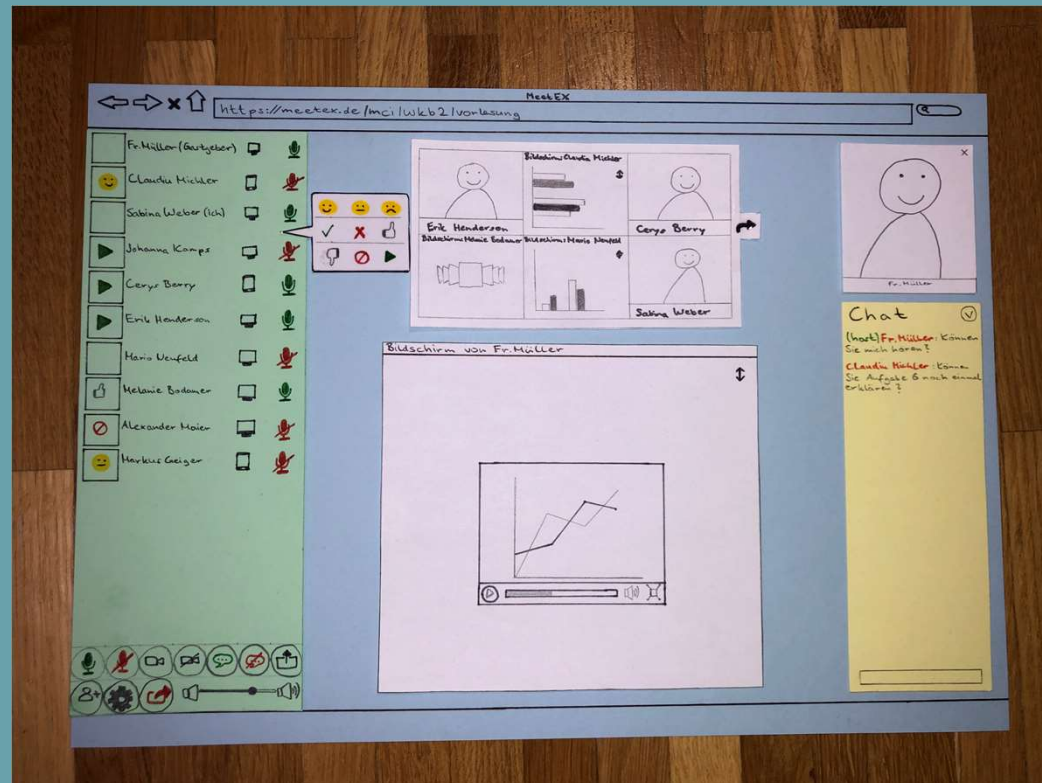 MeetEX
https://meetex.de/mci/wkb2/vorlesung
Fr. Müller (Gastgeber)
Claudia Michler
Sabina Weber (ich)
Johanna Kamps
Cerys Berry
Erik Henderson
Mario Neufeld
Melanie Bodamer
Alexander Maier
Markus Geiger
Bildschirm: Claudia Michler
Erik Henderson
Cerys Berry
Bildschirm: Melanie Bodamer
Bildschirm: Mario Neufeld
Sabina Weber
Bildschirm von Fr. Müller
Fr. Müller
Chat
(host) Fr. Müller: Können
Sie mich hören?
Claudia Michler: Können
Sie Aufgabe 6 noch einmal
erklären?